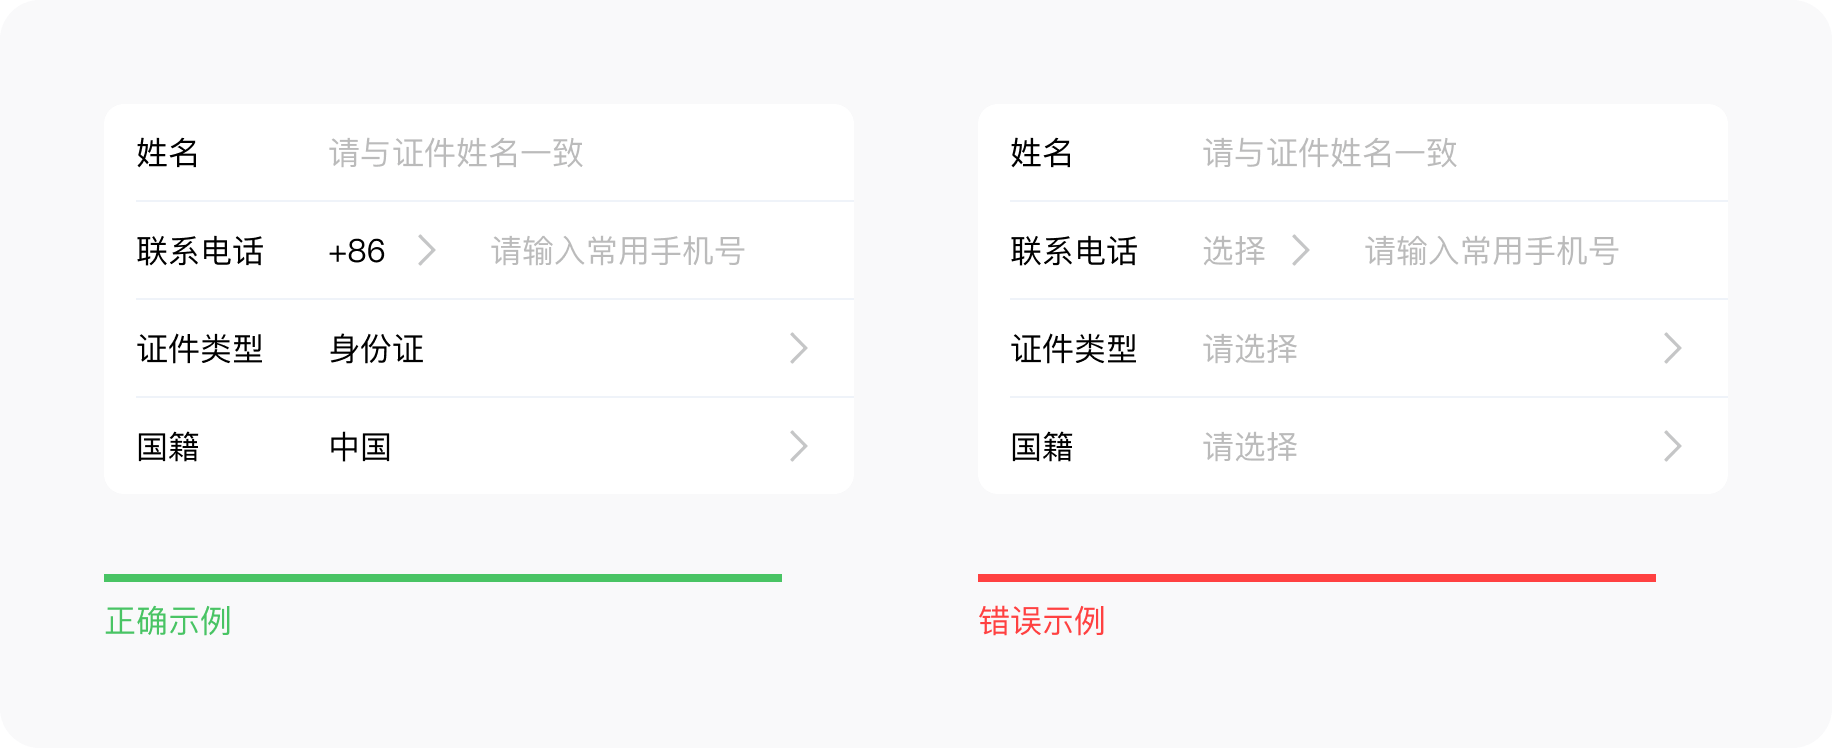 姓名 请与证件姓名一致
联系电话 +86 请输入常用手机号
证件类型 身份证
国籍 中国
正确示例
姓名 请与证件姓名一致
联系电话 选择 请输入常用手机号
证件类型 请选择
国籍 请选择
错误示例